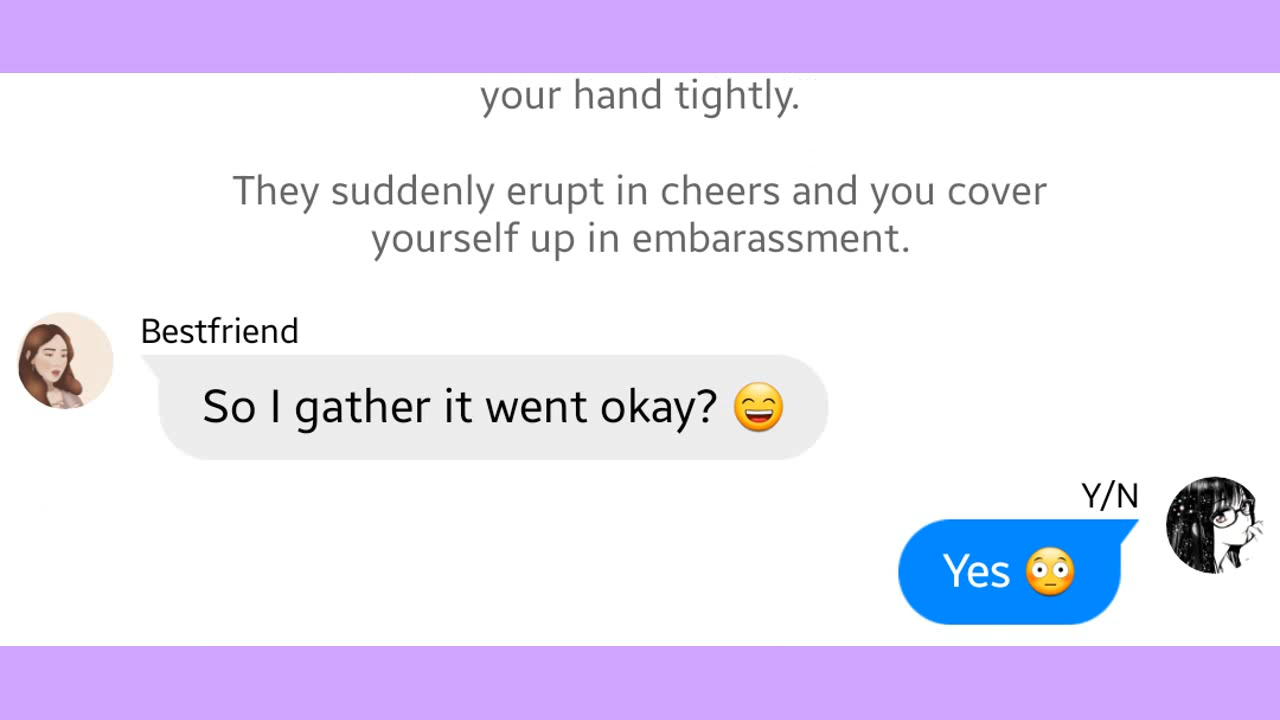 your hand tightly.
They suddenly erupt in cheers and you cover
yourself up in embarassment.
Bestfriend
So I gather it went okay? 😄
Y/N
Yes 😳